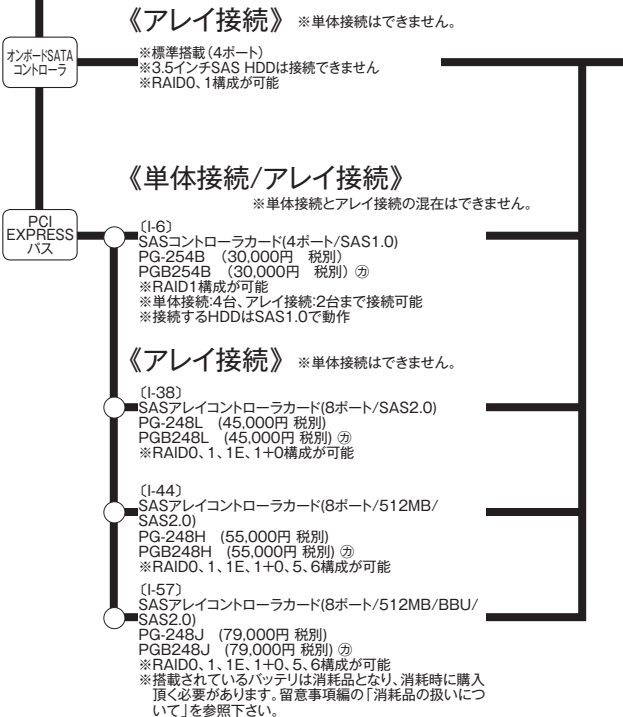 《アレイ接続》 ※単体接続はできません。
オンボードSATA
コントローラ
※標準搭載（4ポート）
※3.5インチSAS HDDは接続できません
※RAID0、1構成が可能
《単体接続/アレイ接続》
※単体接続とアレイ接続の混在はできません。
PCI
EXPRESS
バス
〔I-6〕
SASコントローラカード(4ポート/SAS1.0)
PG-254B （30,000円 税別）
PGB254B （30,000円 税別）㋕
※RAID1構成が可能
※単体接続:4台、アレイ接続:2台まで接続可能
※接続するHDDはSAS1.0で動作
《アレイ接続》 ※単体接続はできません。
〔I-38〕
SASアレイコントローラカード(8ポート/SAS2.0)
PG-248L (45,000円 税別)
PGB248L (45,000円 税別) ㋕
※RAID0、1、1E、1+0構成が可能
〔I-44〕
SASアレイコントローラカード(8ポート/512MB/
SAS2.0)
PG-248H (55,000円 税別)
PGB248H (55,000円 税別) ㋕
※RAID0、1、1E、1+0、5、6構成が可能
〔I-57〕
SASアレイコントローラカード(8ポート/512MB/BBU/
SAS2.0)
PG-248J (79,000円 税別)
PGB248J (79,000円 税別) ㋕
※RAID0、1、1E、1+0、5、6構成が可能
※搭載されているバッテリは消耗品となり、消耗時に購入
頂く必要があります。留意事項編の「消耗品の扱いにつ
いて」を参照下さい。